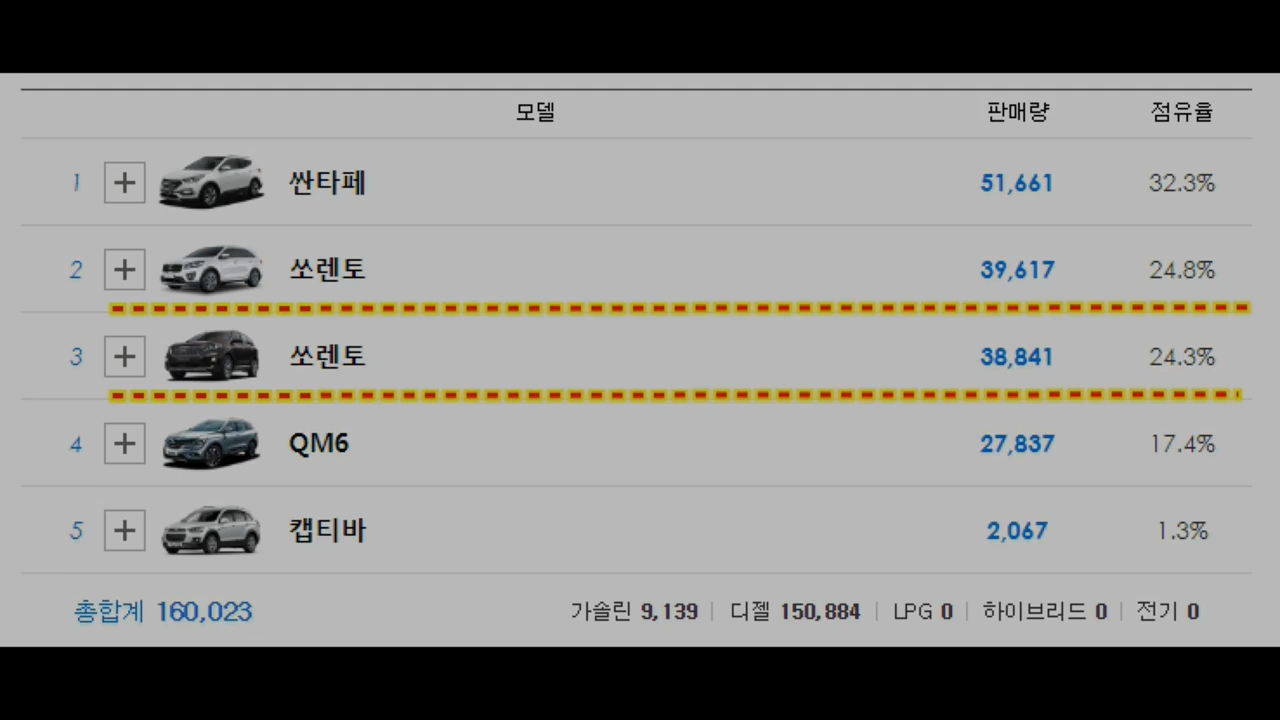 모델 판매량 점유율
1 싼타페 51,661 32.3%
2 쏘렌토 39,617 24.8%
3 쏘렌토 38,841 24.3%
4 QM6 27,837 17.4%
5 캡티바 2,067 1.3%
총합계 160,023 가솔린 9,139 | 디젤 150,884 | LPG 0 | 하이브리드 0 | 전기 0